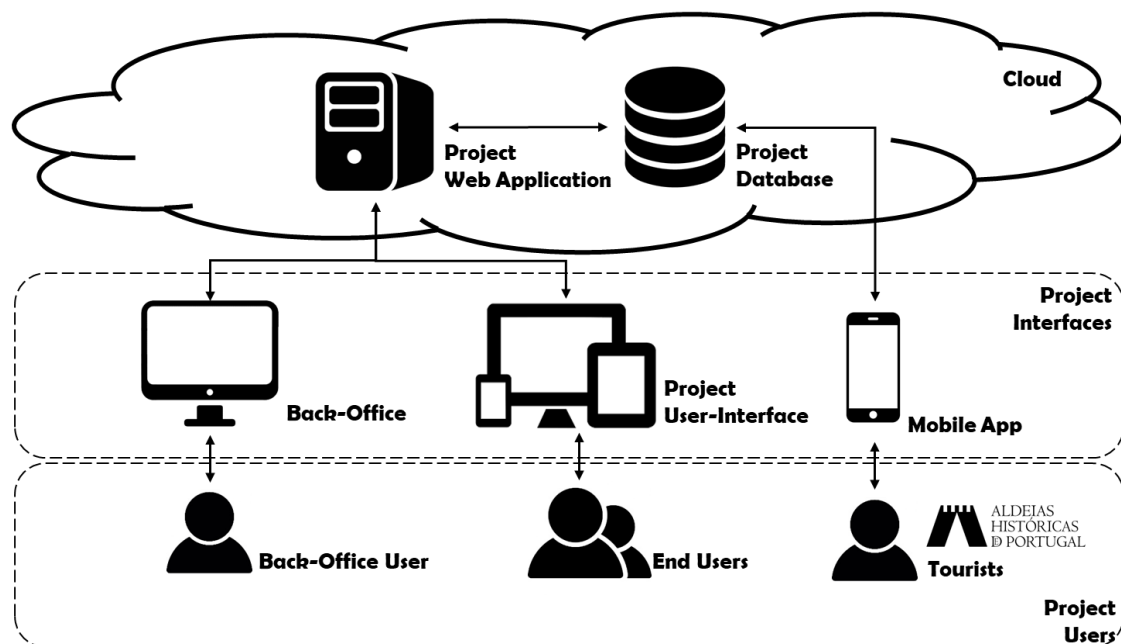 Cloud
Project
Web Application
Project
Database
Project
Interfaces
Back-Office
Project
User-Interface
Mobile App
Back-Office User
End Users
ALDEIAS
HISTÓRICAS
DE PORTUGAL
Tourists
Project
Users